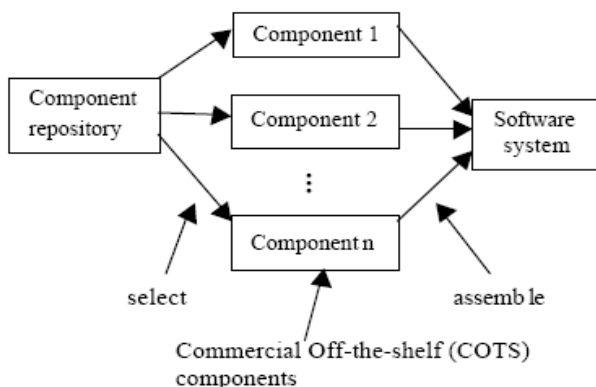 Component 1
Component
repository
Component 2
Software
system
Component n
select
assemble
Commercial Off-the-shelf (COTS)
components